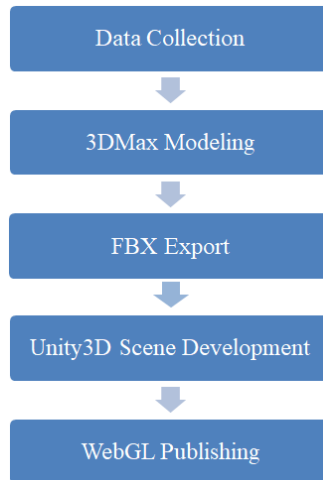 Data Collection
3DMax Modeling
FBX Export
Unity3D Scene Development
WebGL Publishing